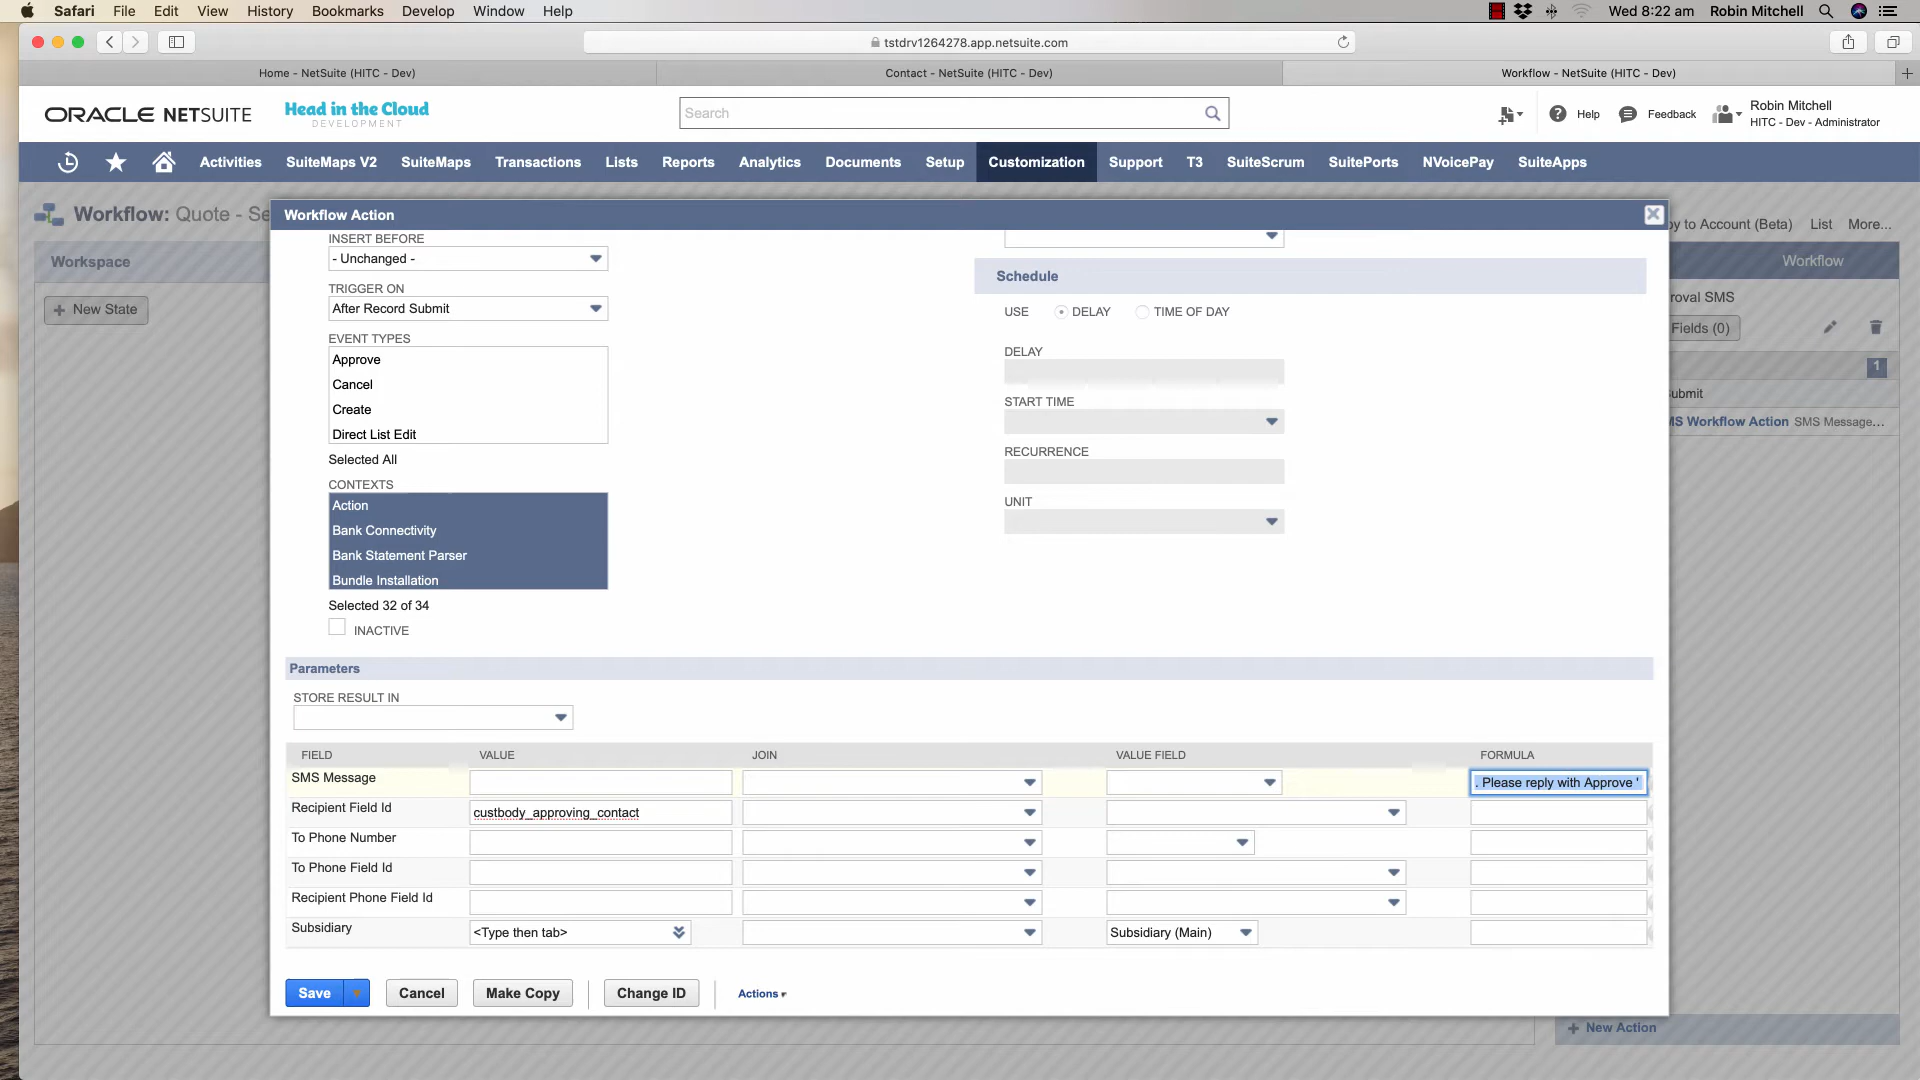 Safari File Edit View History Bookmarks Develop Window Help Wed 8:22 am Robin Mitchell
tstdrv1264278.app.netsuite.com
Home - NetSuite (HITC - Dev) Contact - NetSuite (HITC - Dev) Workflow - NetSuite (HITC - Dev)
ORACLE NETSUITE Head in the Cloud
DEVELOPMENT
Search
Help Feedback Robin Mitchell
HITC - Dev - Administrator
Activities SuiteMaps V2 SuiteMaps Transactions Lists Reports Analytics Documents Setup Customization Support T3 SuiteScrum SuitePorts NVoicePay SuiteApps
Workflow: Quote - Se
py to Account (Beta) List More...
Workflow Action
Workspace
Workflow
+ New State
roval SMS
Fields (0)
1
ubmit
MS Workflow Action SMS Message...
INSERT BEFORE
- Unchanged -
TRIGGER ON
After Record Submit
EVENT TYPES
Approve
Cancel
Create
Direct List Edit
Selected All
CONTEXTS
Action
Bank Connectivity
Bank Statement Parser
Bundle Installation
Selected 32 of 34
INACTIVE
Schedule
USE DELAY TIME OF DAY
DELAY
START TIME
RECURRENCE
UNIT
Parameters
STORE RESULT IN
FIELD VALUE JOIN VALUE FIELD FORMULA
SMS Message . Please reply with Approve '
Recipient Field Id custbody_approving_contact
To Phone Number
To Phone Field Id
Recipient Phone Field Id
Subsidiary <Type then tab> Subsidiary (Main)
Save Cancel Make Copy Change ID Actions
+ New Action